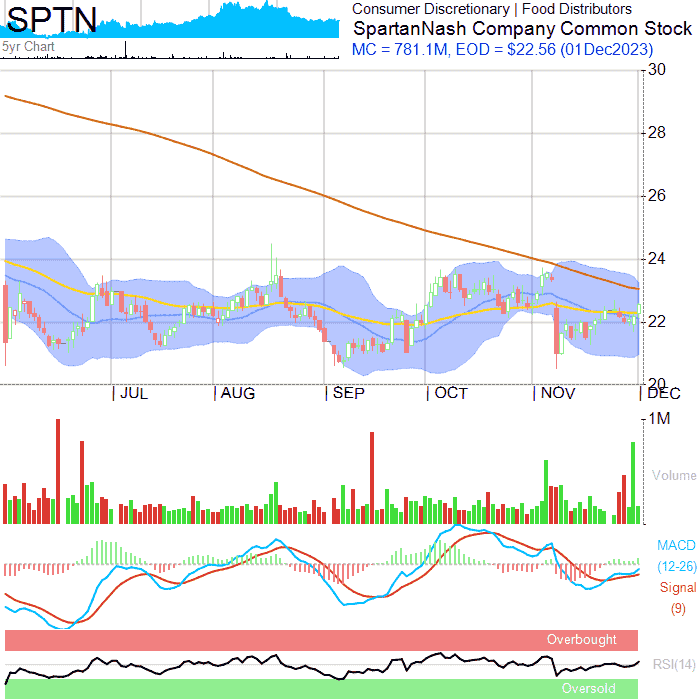 SPTN
5yr Chart
Consumer Discretionary | Food Distributors
SpartanNash Company Common Stock
MC = 781.1M, EOD = $22.56 (01Dec2023)
30
28
26
24
22
20
JUL
AUG
SEP
OCT
NOV
DEC
1M
Volume
MACD
(12-26)
Signal
(9)
Overbought
RSI(14)
Oversold